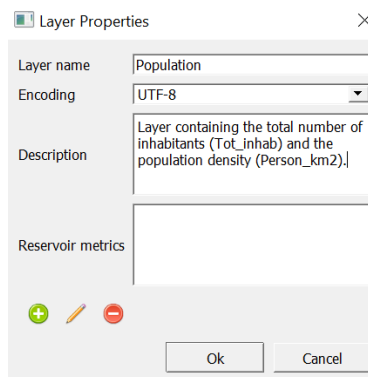 Layer Properties
Layer name
Population
Encoding
UTF-8
Description
Layer containing the total number of
inhabitants (Tot_inhab) and the
population density (Person_km2).
Reservoir metrics
Ok
Cancel